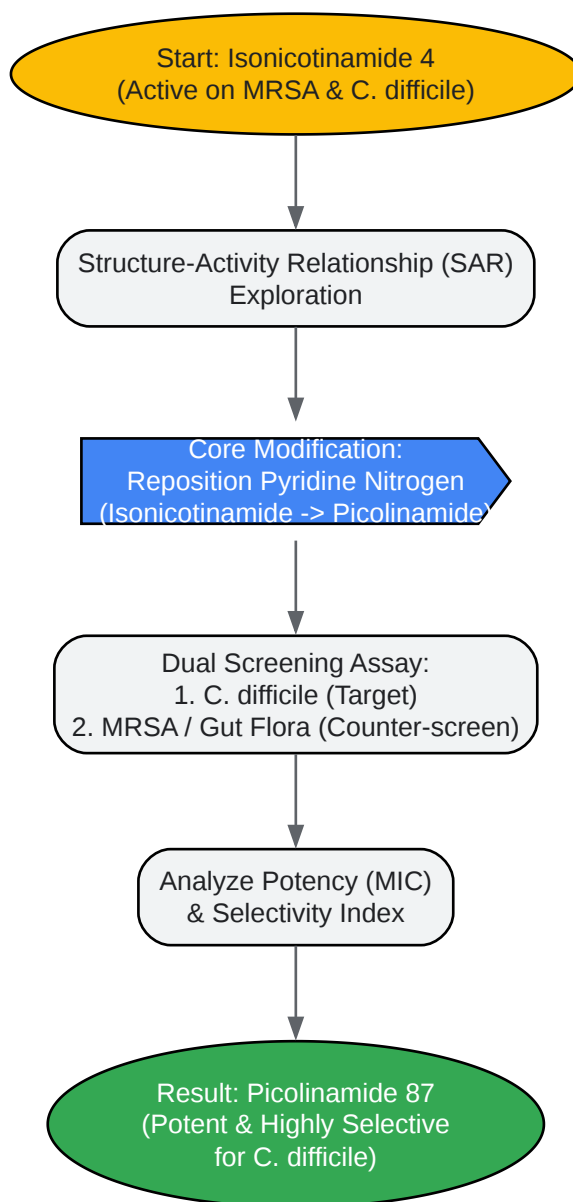 Start: Isonicotinamide 4
(Active on MRSA & C. difficile)
Structure-Activity Relationship (SAR)
Exploration
Core Modification:
Reposition Pyridine Nitrogen
(Isonicotinamide -> Picolinamide)
Dual Screening Assay:
1. C. difficile (Target)
2. MRSA / Gut Flora (Counter-screen)
Analyze Potency (MIC)
& Selectivity Index
Result: Picolinamide 87
(Potent & Highly Selective
for C. difficile)